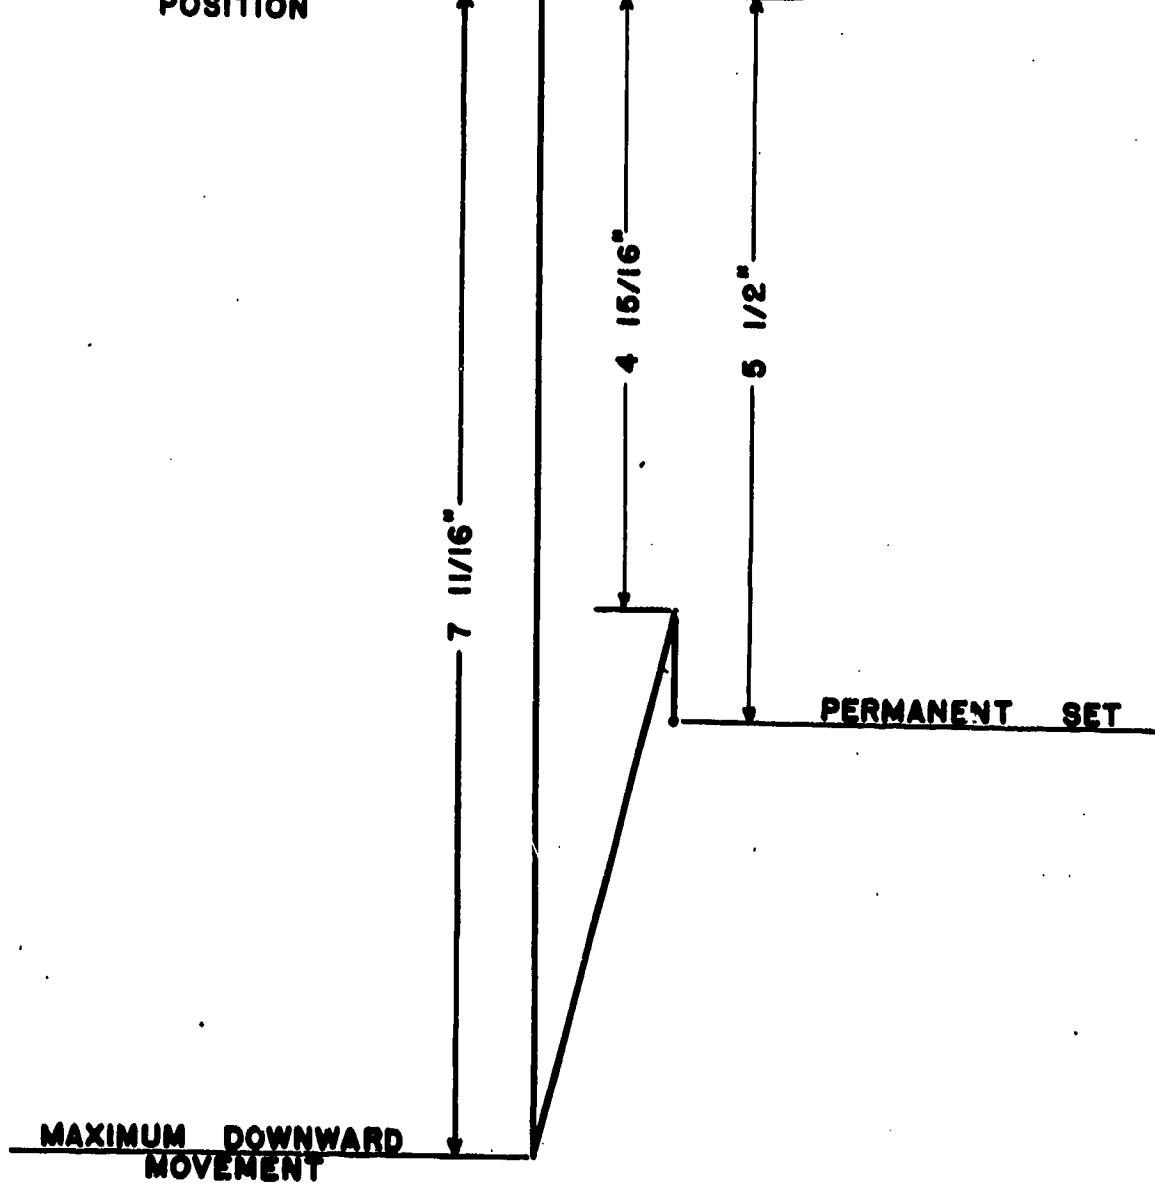 POSITION
4 15/16"
5 1/2"
7 11/16"
PERMANENT SET
MAXIMUM DOWNWARD
MOVEMENT